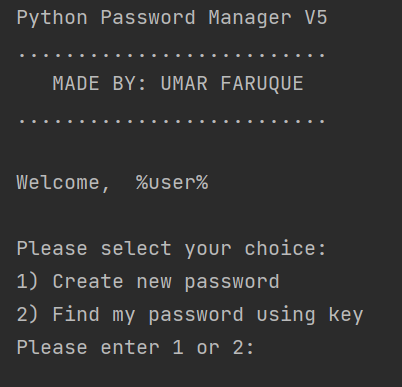 Python Password Manager V5
..........................
MADE BY: UMAR FARUQUE
..........................
Welcome,  %user%
Please select your choice:
1) Create new password
2) Find my password using key
Please enter 1 or 2: